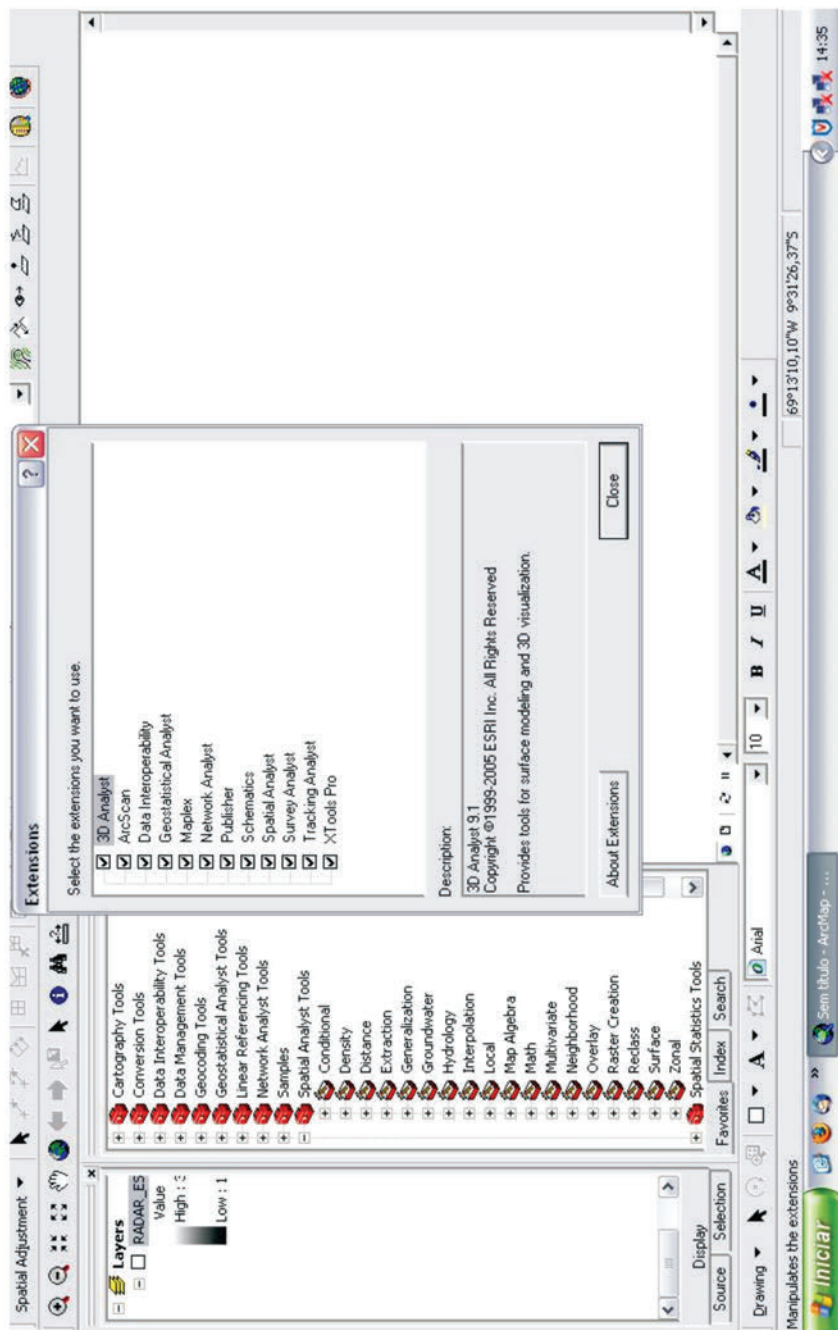 Spatial Adjustment
Layers
RADAR_ES
Value
High : 3
Low : 1
Display
Source
Selection
Cartography Tools
Conversion Tools
Data Interoperability Tools
Data Management Tools
Geocoding Tools
Geostatistical Analyst Tools
Linear Referencing Tools
Network Analyst Tools
Samples
Spatial Analyst Tools
Conditional
Density
Distance
Extraction
Generalization
Groundwater
Hydrology
Interpolation
Local
Map Algebra
Math
Multivariate
Neighborhood
Overlay
Raster Creation
Reclass
Surface
Zonal
Spatial Statistics Tools
Favorites
Index
Search
Extensions
Select the extensions you want to use.
3D Analyst
ArcScan
Data Interoperability
Geostatistical Analyst
Maplex
Network Analyst
Publisher
Schematics
Spatial Analyst
Survey Analyst
Tracking Analyst
XTools Pro
Description:
3D Analyst 9.1
Copyright ©1999-2005 ESRI Inc. All Rights Reserved
Provides tools for surface modeling and 3D visualization.
About Extensions
Close
Drawing
A
Arial
10
B I U
A
Manipulates the extensions
69°13'10,10"W 9°31'26,37"S
Iniciar
Sem título - ArcMap - ...
14:35